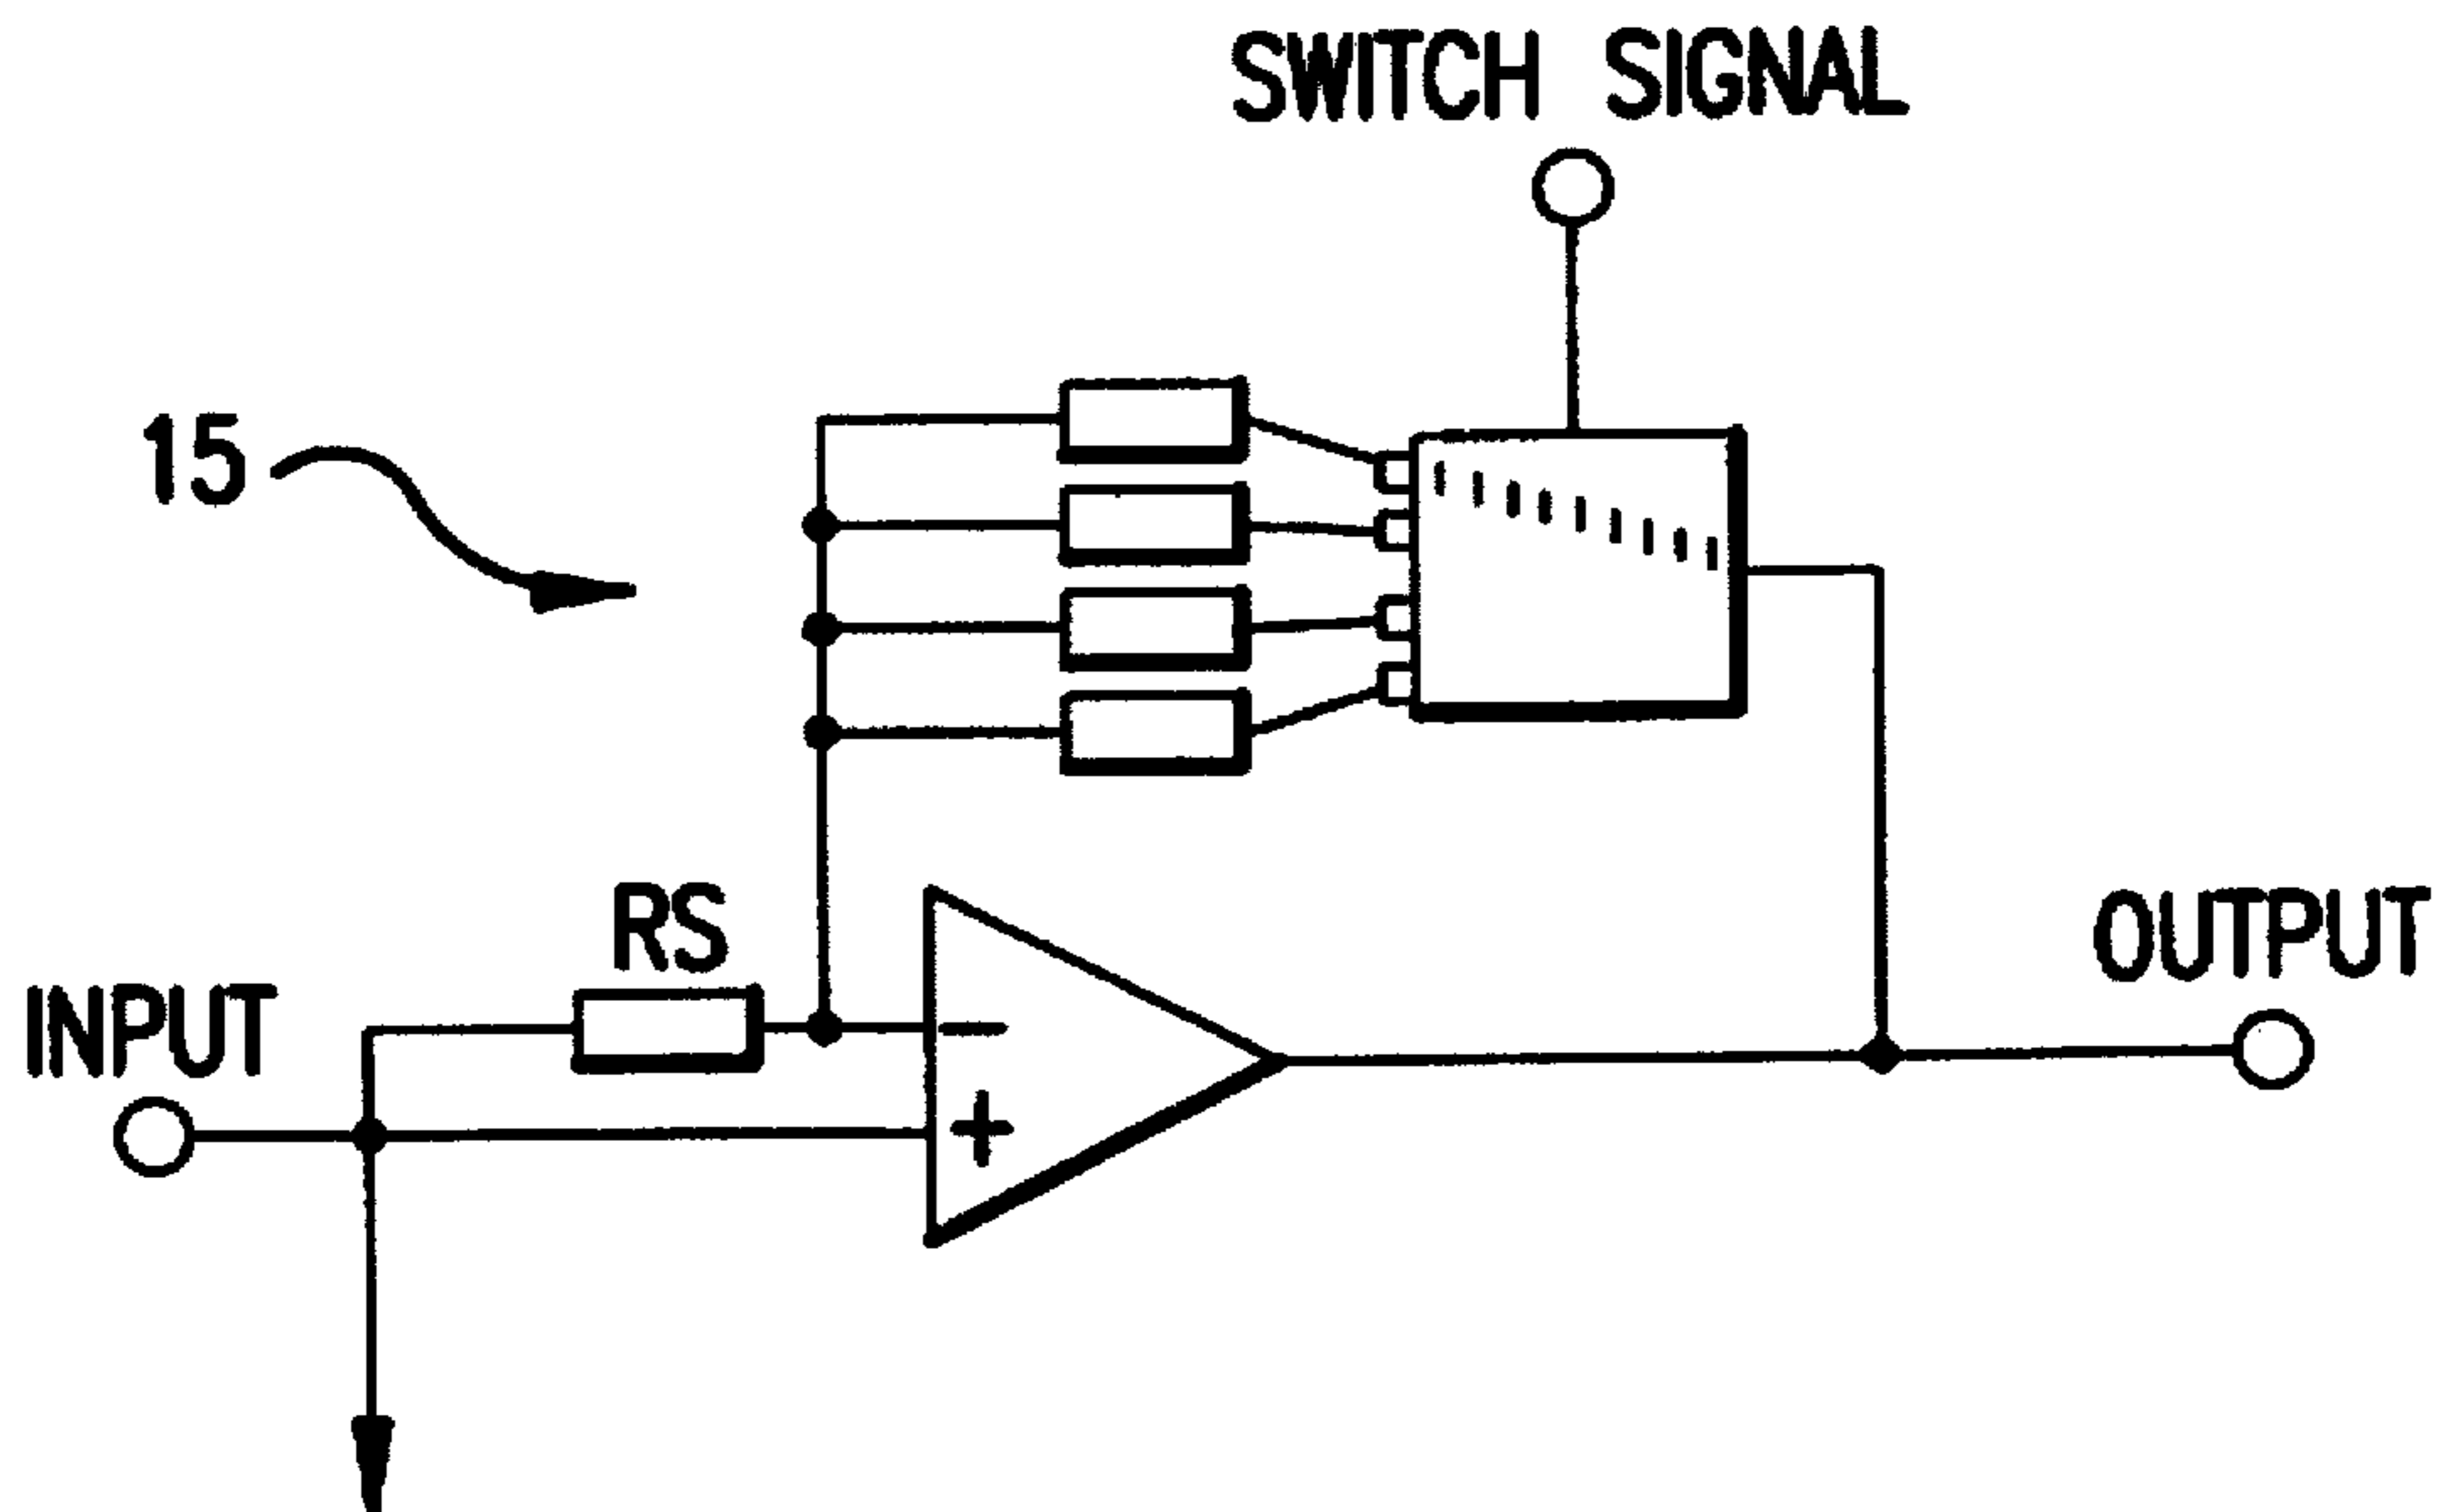 SWITCH SIGNAL
15
RS
INPUT
OUTPUT
−
+